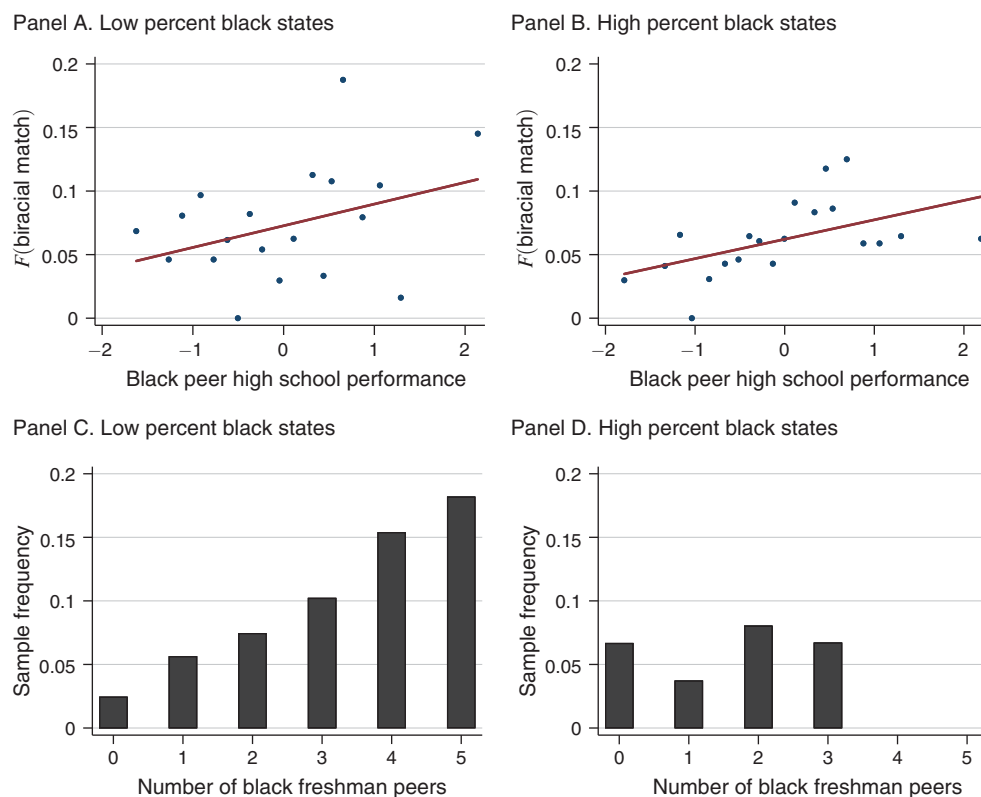 Panel A. Low percent black states
0.2
0.15
0.1
0.05
0
F(biracial match)
−2 −1 0 1 2
Black peer high school performance
Panel B. High percent black states
0.2
0.15
0.1
0.05
0
F(biracial match)
−2 −1 0 1 2
Black peer high school performance
Panel C. Low percent black states
0.2
0.15
0.1
0.05
0
Sample frequency
0 1 2 3 4 5
Number of black freshman peers
Panel D. High percent black states
0.2
0.15
0.1
0.05
0
Sample frequency
0 1 2 3 4 5
Number of black freshman peers